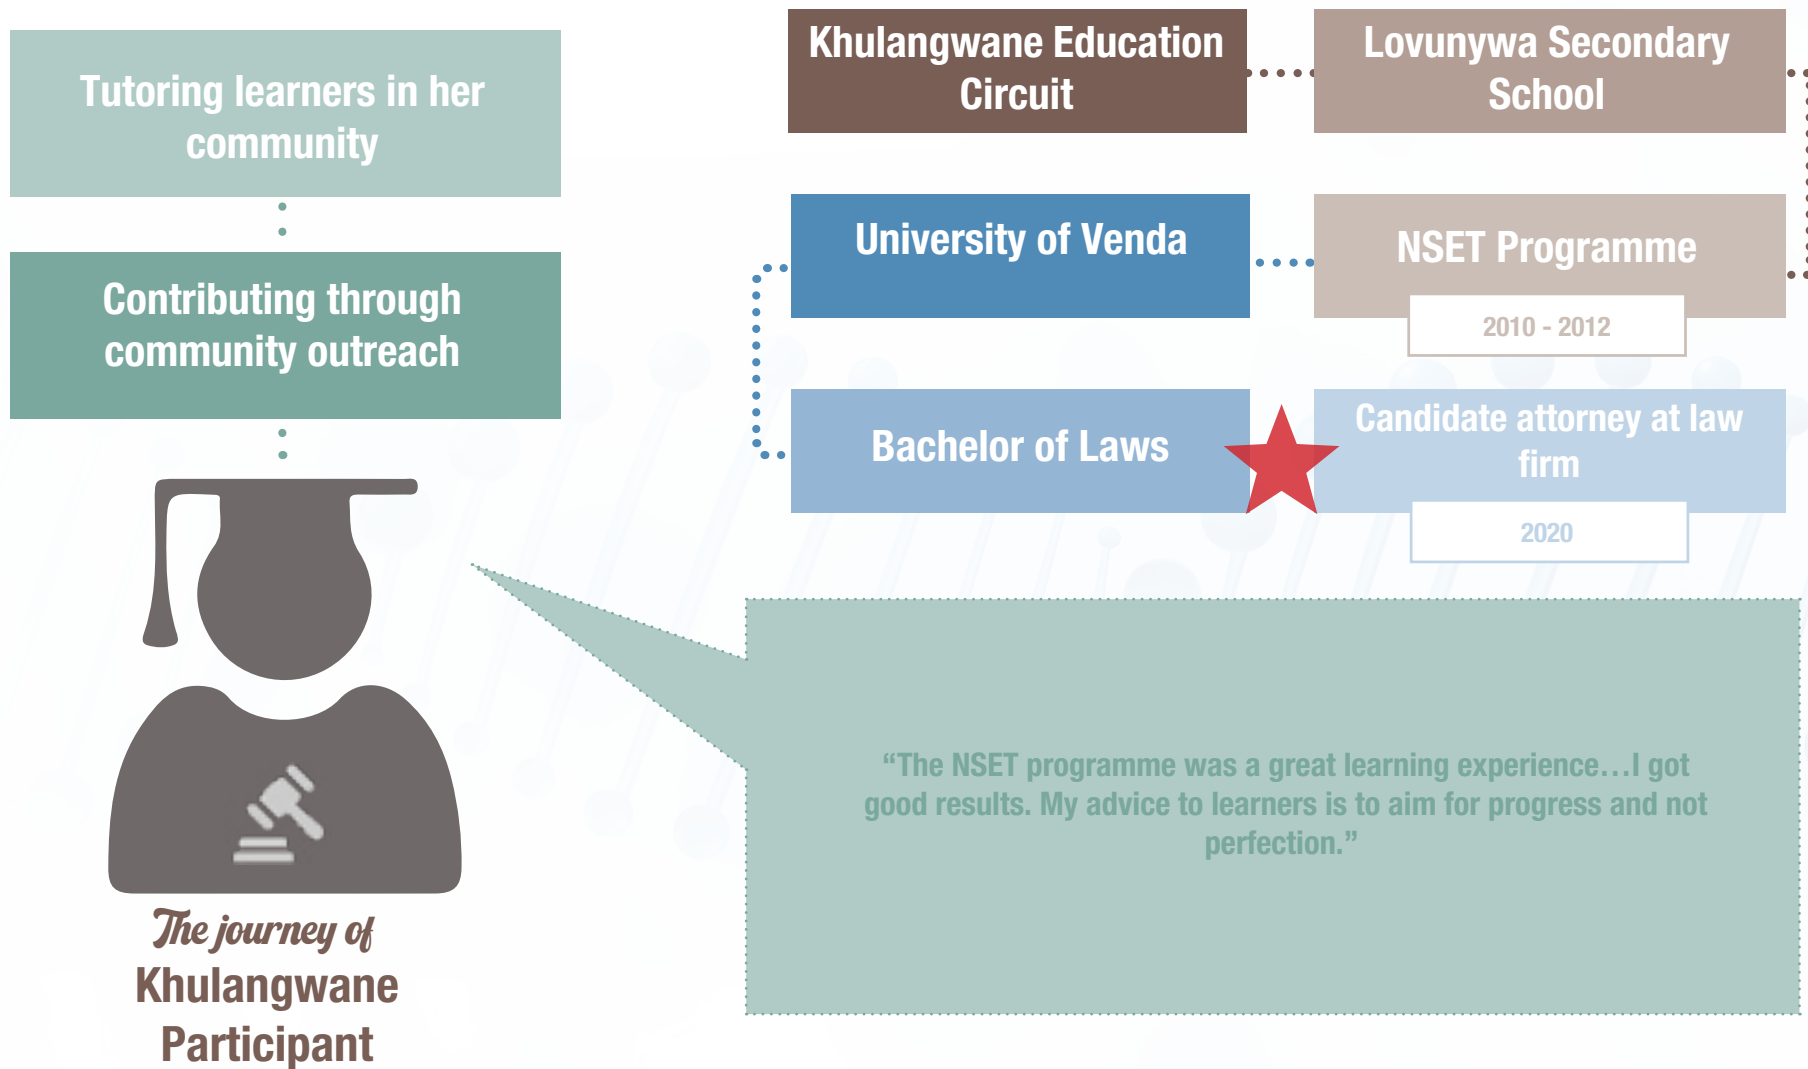 Tutoring learners in her
community
Contributing through
community outreach
The journey of
Khulangwane
Participant
Khulangwane Education
Circuit
Lovunywa Secondary
School
NSET Programme
2010 - 2012
University of Venda
Bachelor of Laws
Candidate attorney at law
firm
2020
“The NSET programme was a great learning experience…I got
good results. My advice to learners is to aim for progress and not
perfection.”